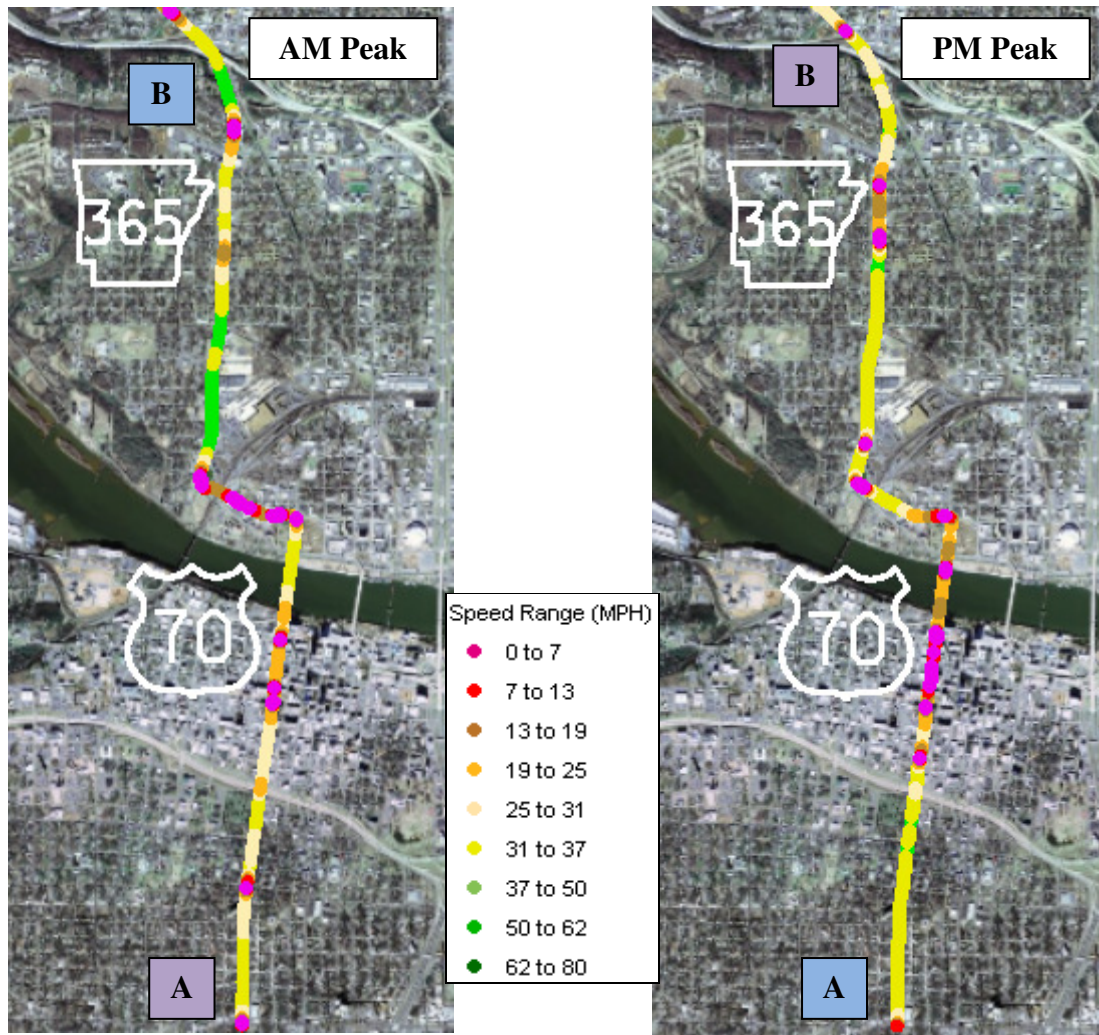 AM Peak
B
365
70
A
PM Peak
B
365
70
A
Speed Range (MPH)
0 to 7
7 to 13
13 to 19
19 to 25
25 to 31
31 to 37
37 to 50
50 to 62
62 to 80